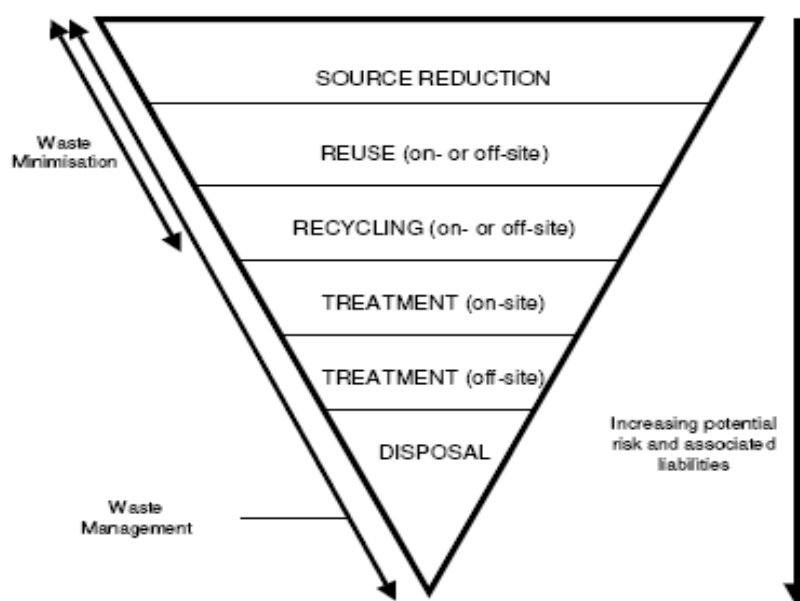 SOURCE REDUCTION
Waste
Minimisation
REUSE (on- or off-site)
RECYCLING (on- or off-site)
TREATMENT (on-site)
TREATMENT (off-site)
DISPOSAL
Increasing potential
risk and associated
liabilities
Waste
Management